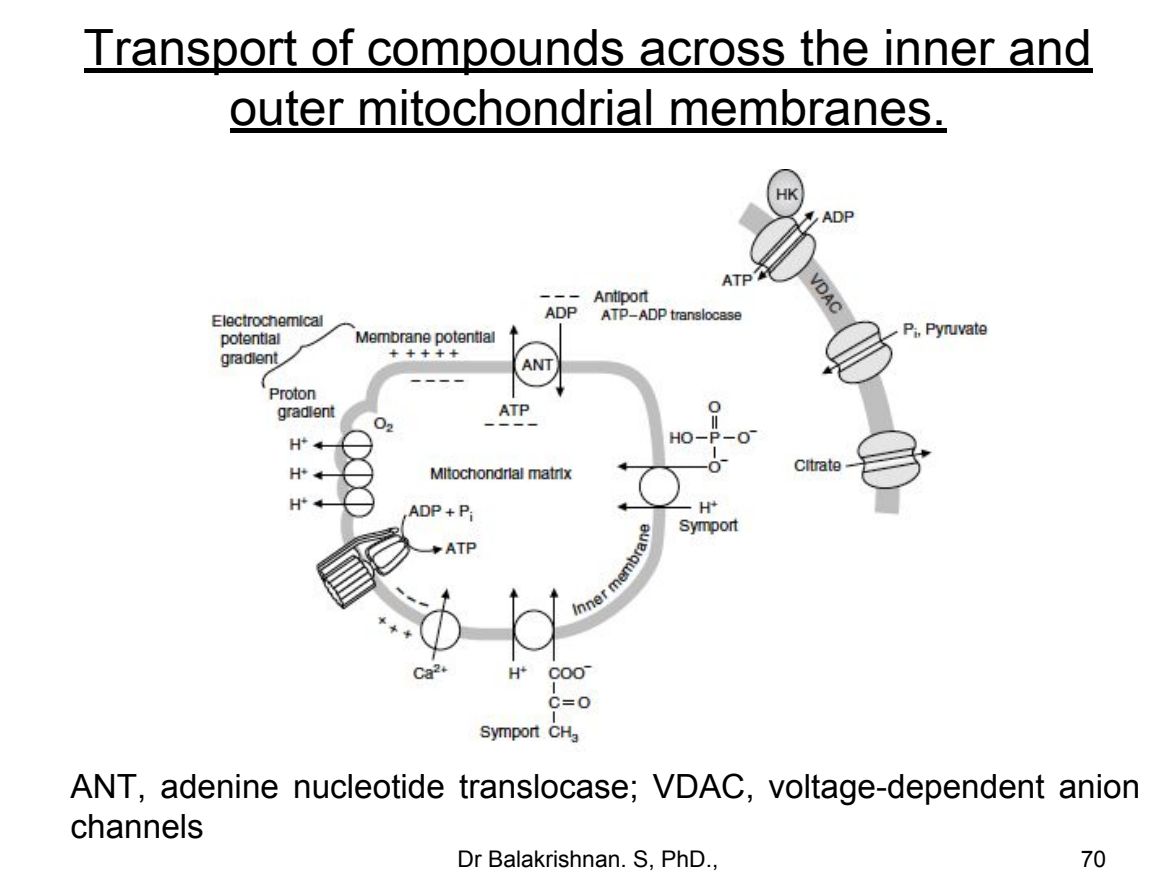 Transport of compounds across the inner and
outer mitochondrial membranes.
HK
ADP
ATP
VDAC
Pi, Pyruvate
Citrate
– – – Antiport
ADP ATP–ADP translocase
Electrochemical
potential
gradient
Membrane potential
+ + + + +
– – – –
ANT
ATP
– – – –
Proton
gradient
O2
H+
H+
H+
Mitochondrial matrix
O
HO–P–O–
O–
H+
Symport
ADP + Pi
ATP
Inner membrane
– – –
+ + +
Ca2+
H+
COO–
C=O
Symport CH3
ANT, adenine nucleotide translocase; VDAC, voltage-dependent anion
channels
Dr Balakrishnan. S, PhD.,
70